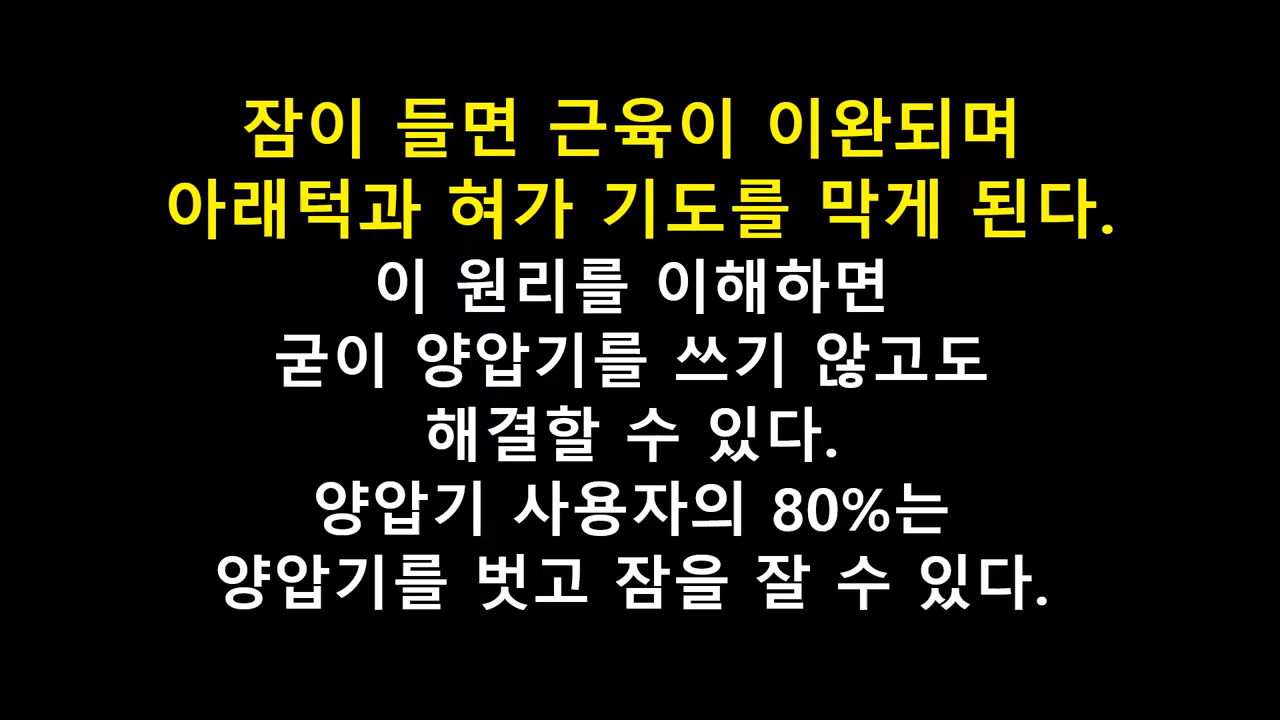 잠이 들면 근육이 이완되며
아래턱과 혀가 기도를 막게 된다.
이 원리를 이해하면
굳이 양압기를 쓰기 않고도
해결할 수 있다.
양압기 사용자의 80%는
양압기를 벗고 잠을 잘 수 있다.